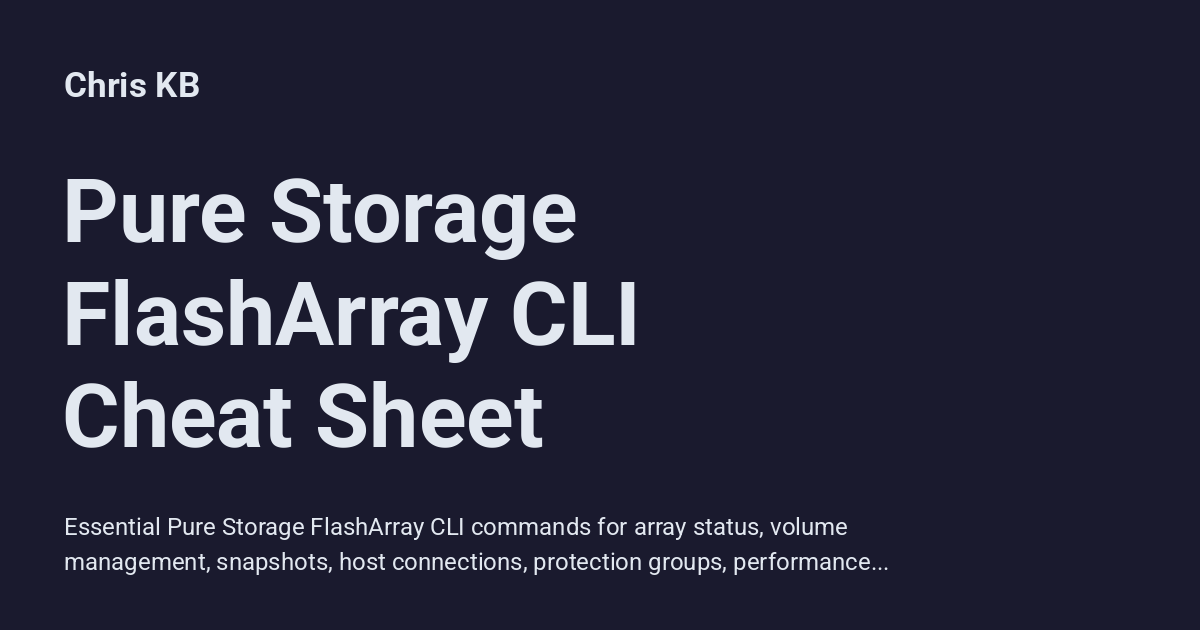 Chris KB
Pure Storage
FlashArray CLI
Cheat Sheet
Essential Pure Storage FlashArray CLI commands for array status, volume
management, snapshots, host connections, protection groups, performance...